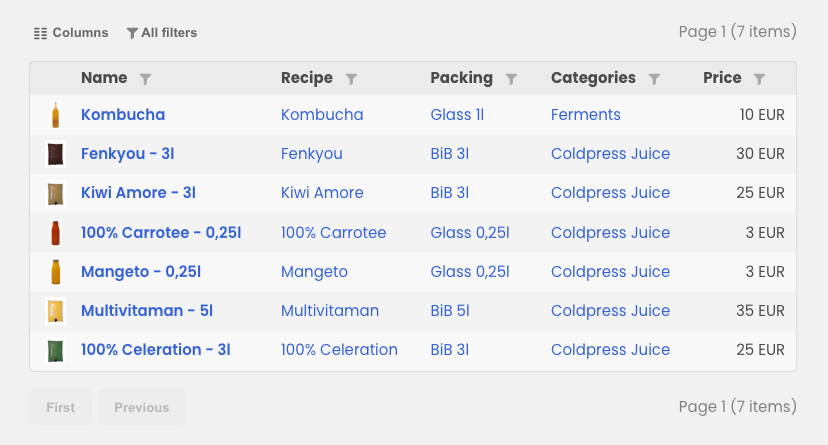 Columns All filters Page 1 (7 items)
Name Recipe Packing Categories Price
Kombucha Kombucha Glass 1l Ferments 10 EUR
Fenkyou - 3l Fenkyou BiB 3l Coldpress Juice 30 EUR
Kiwi Amore - 3l Kiwi Amore BiB 3l Coldpress Juice 25 EUR
100% Carrotee - 0,25l 100% Carrotee Glass 0,25l Coldpress Juice 3 EUR
Mangeto - 0,25l Mangeto Glass 0,25l Coldpress Juice 3 EUR
Multivitaman - 5l Multivitaman BiB 5l Coldpress Juice 35 EUR
100% Celeration - 3l 100% Celeration BiB 3l Coldpress Juice 25 EUR
First Previous Page 1 (7 items)